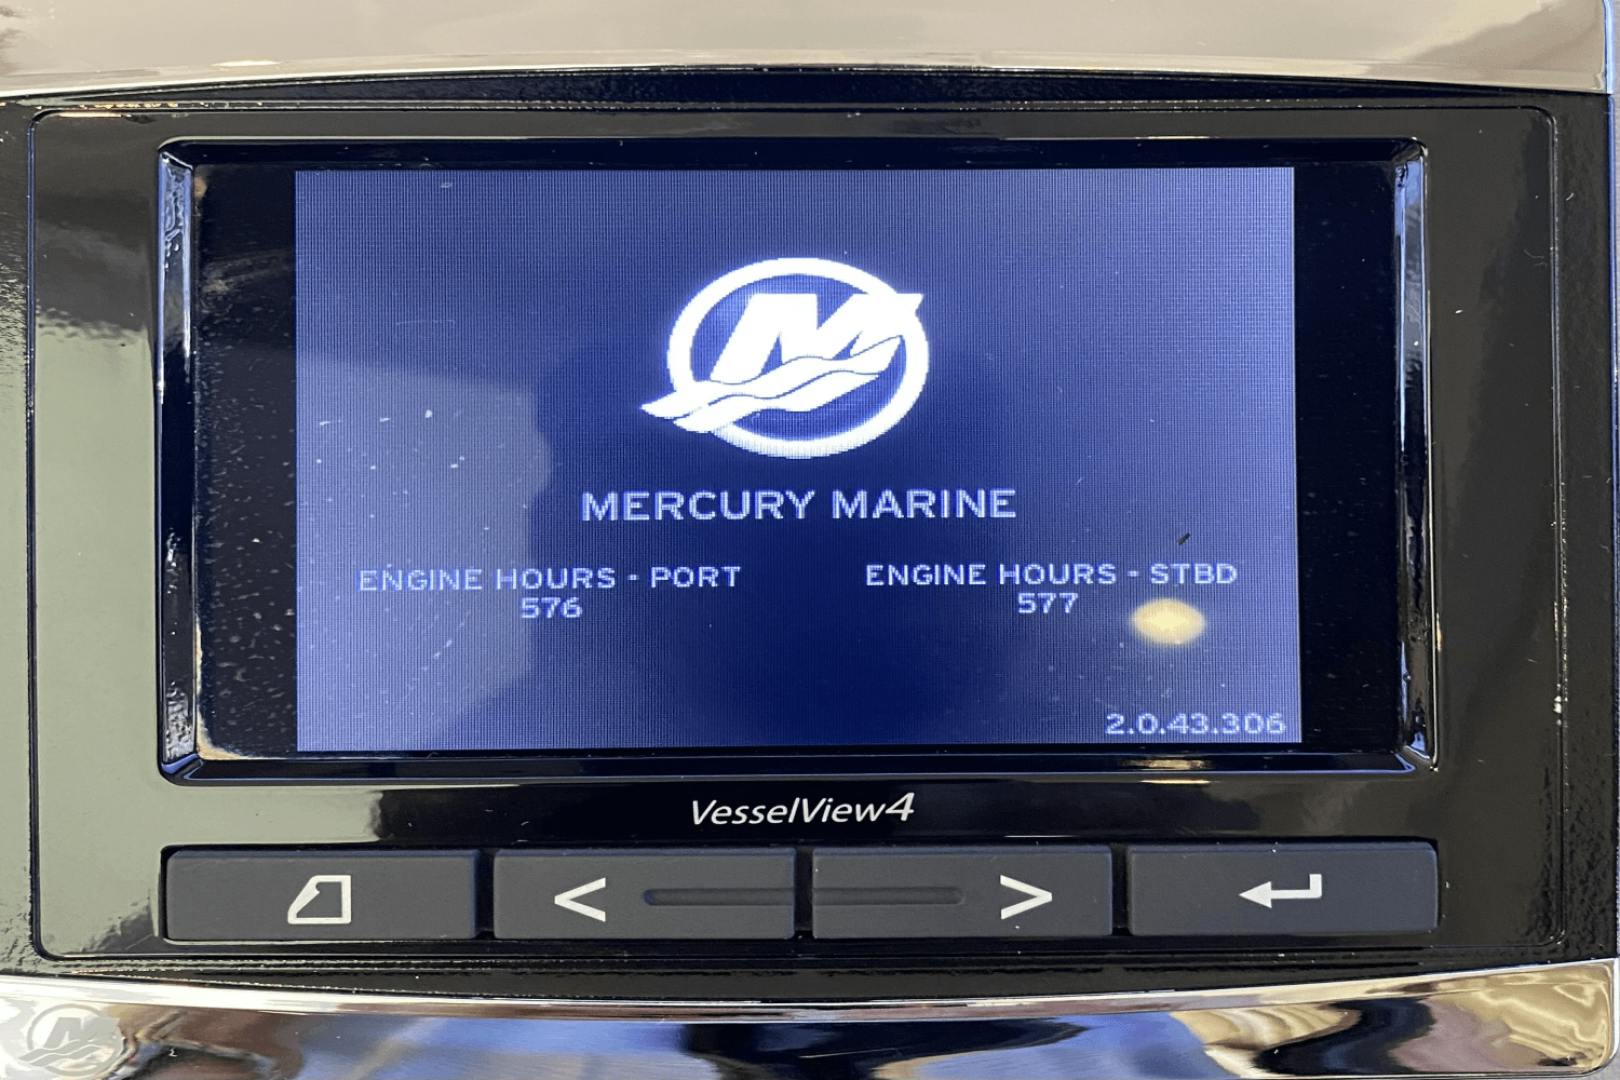 MERCURY MARINE
ENGINE HOURS - PORT
576
ENGINE HOURS - STBD
577
2.0.43.306
VesselView4